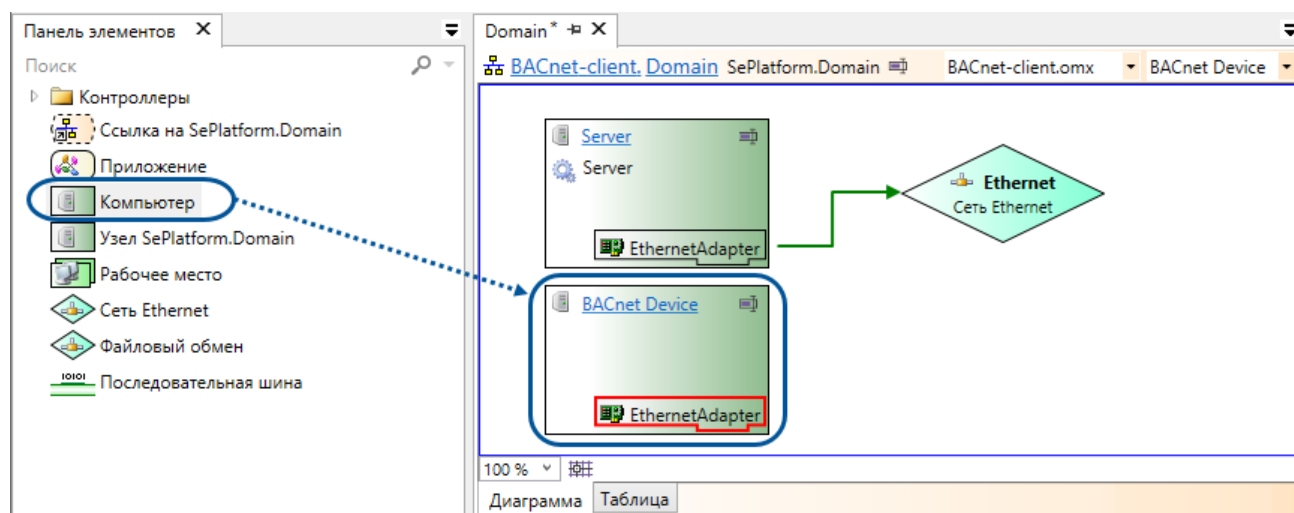 Панель элементов
Поиск
Контроллеры
Ссылка на SePlatform.Domain
Приложение
Компьютер
Узел SePlatform.Domain
Рабочее место
Сеть Ethernet
Файловый обмен
10101 Последовательная шина
Domain*
BACnet-client. Domain SePlatform.Domain BACnet-client.omx BACnet Device
Server
Server
EthernetAdapter
Ethernet
Сеть Ethernet
BACnet Device
EthernetAdapter
100 %
Диаграмма Таблица